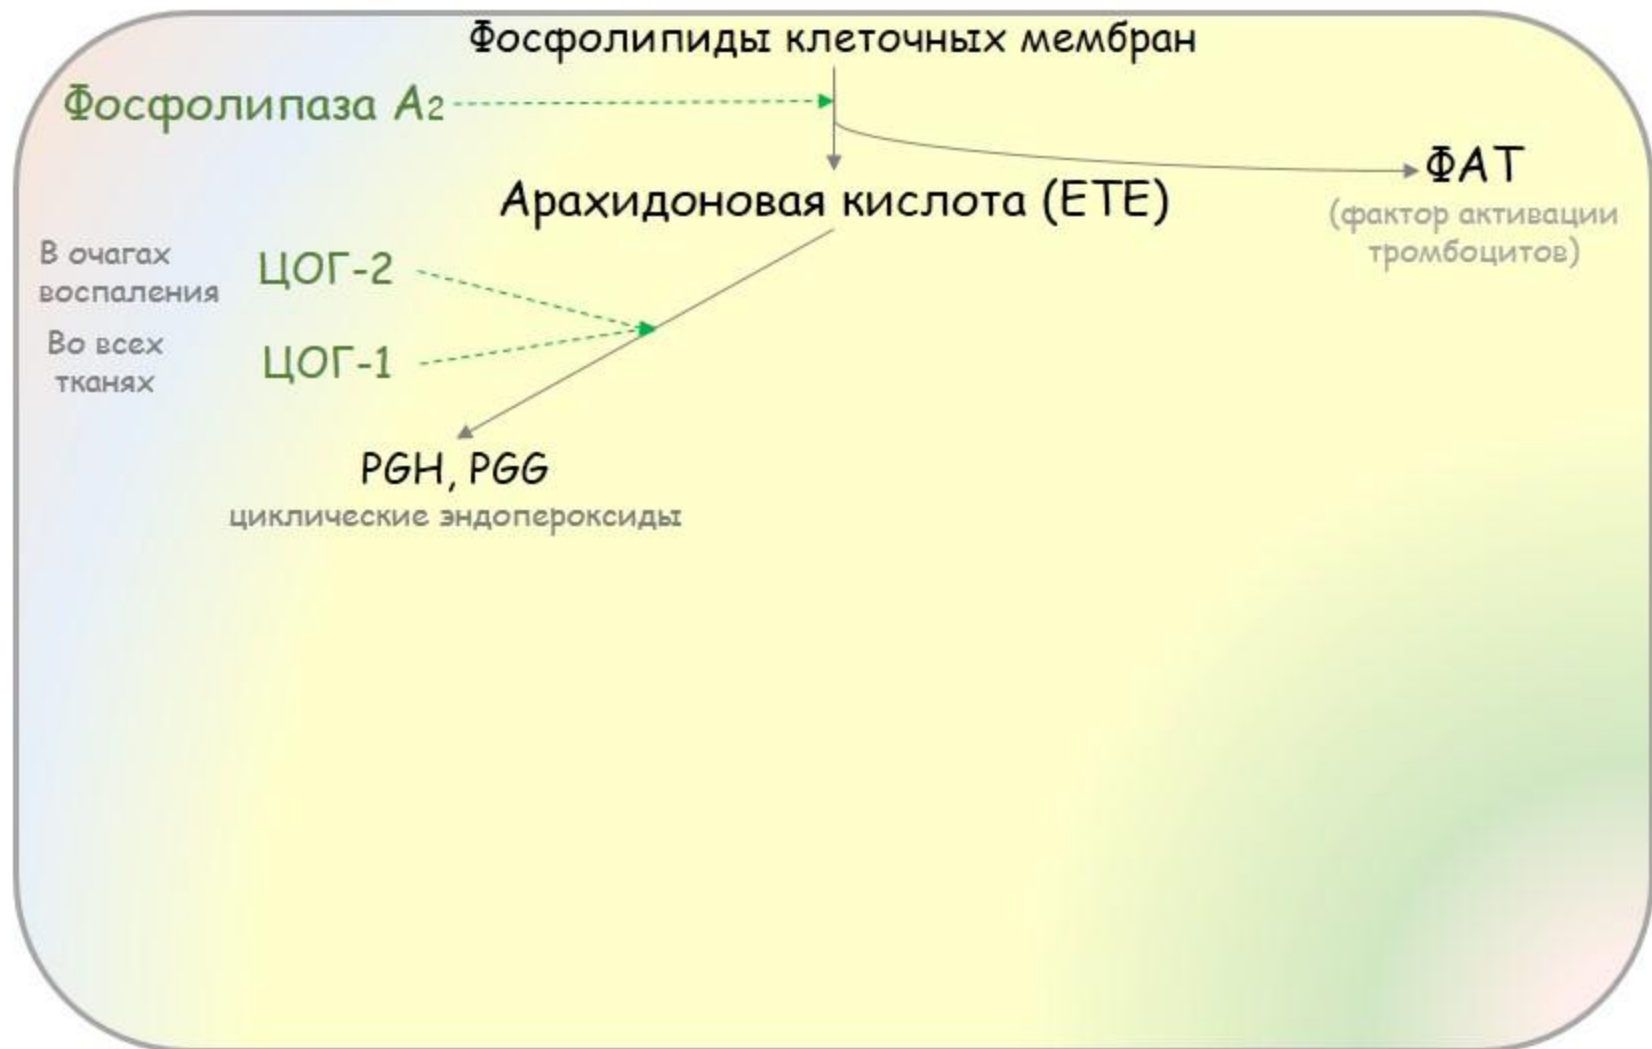 Фосфолипиды клеточных мембран
Фосфолипаза А2
ФАТ
(фактор активации
тромбоцитов)
Арахидоновая кислота (ЕТЕ)
В очагах
воспаления
ЦОГ-2
Во всех
тканях
ЦОГ-1
PGH, PGG
циклические эндопероксиды